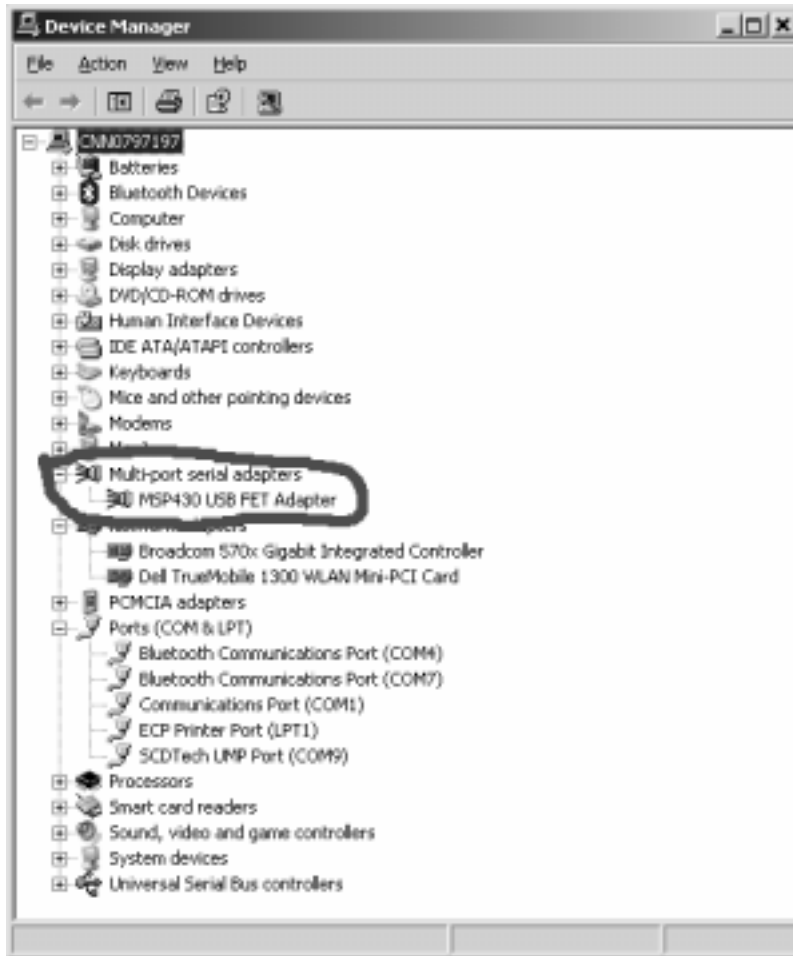 Device Manager
File Action View Help
CNN0797197
Batteries
Bluetooth Devices
Computer
Disk drives
Display adapters
DVD/CD-ROM drives
Human Interface Devices
IDE ATA/ATAPI controllers
Keyboards
Mice and other pointing devices
Modems
Multi-port serial adapters
MSP430 USB FET Adapter
Broadcom 570x Gigabit Integrated Controller
Dell TrueMobile 1300 WLAN Mini-PCI Card
PCMCIA adapters
Ports (COM & LPT)
Bluetooth Communications Port (COM4)
Bluetooth Communications Port (COM7)
Communications Port (COM1)
ECP Printer Port (LPT1)
SCDTech UMP Port (COM9)
Processors
Smart card readers
Sound, video and game controllers
System devices
Universal Serial Bus controllers